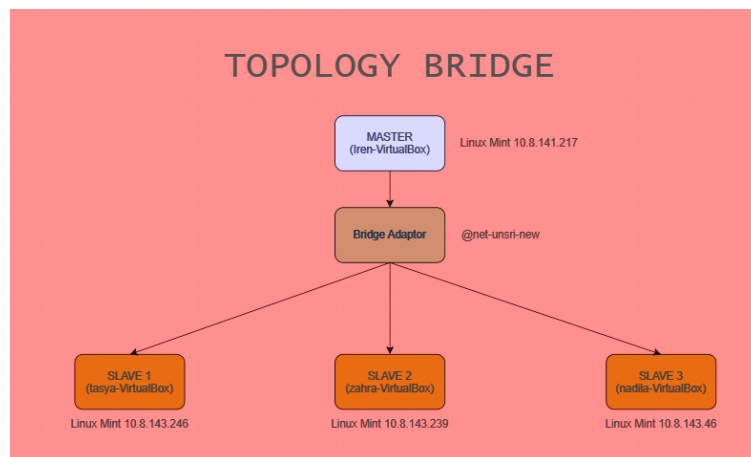 TOPOLOGY BRIDGE
MASTER
(Iren-VirtualBox)
Linux Mint 10.8.141.217
Bridge Adaptor
@net-unsri-new
SLAVE 1
(tasya-VirtualBox)
SLAVE 2
(zahra-VirtualBox)
SLAVE 3
(nadila-VirtualBox)
Linux Mint 10.8.143.246
Linux Mint 10.8.143.239
Linux Mint 10.8.143.46